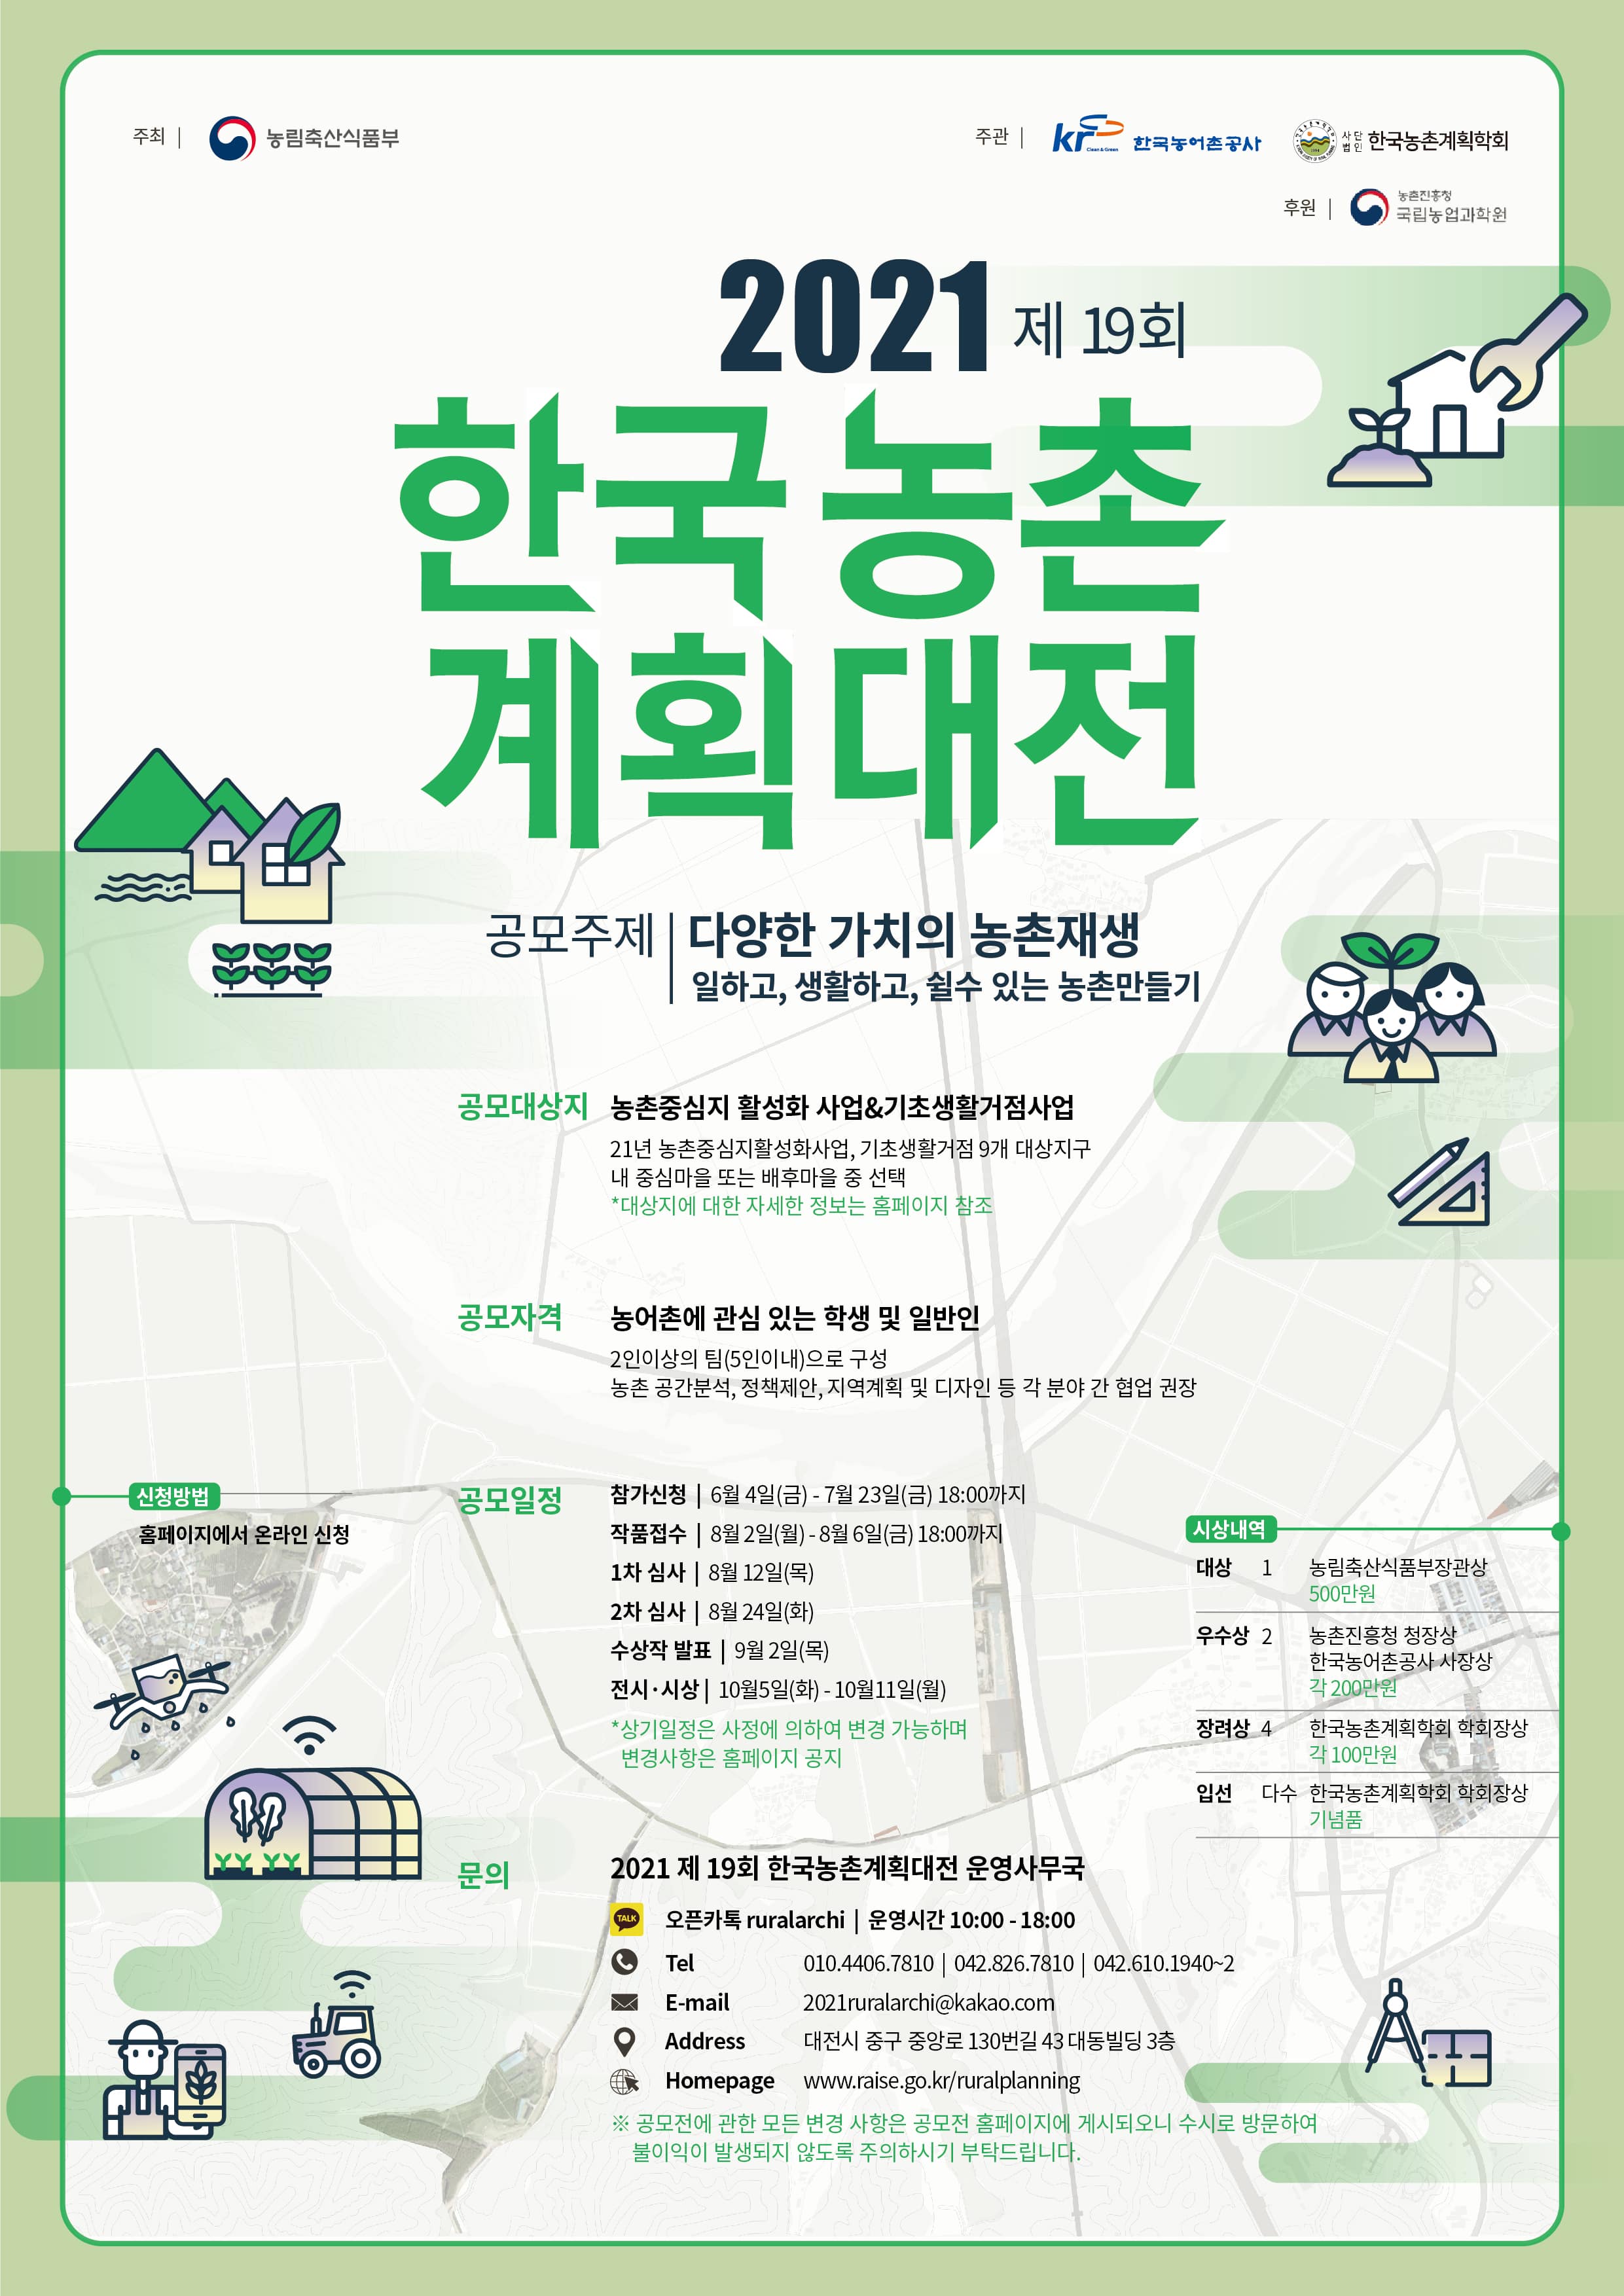 주최 | 농림축산식품부
주관 | kr Clean & Green 한국농어촌공사 사단법인 한국농촌계획학회
후원 | 농촌진흥청 국립농업과학원
2021 제 19회
한국농촌
계획대전
공모주제 | 다양한 가치의 농촌재생
일하고, 생활하고, 쉴수 있는 농촌만들기
공모대상지 농촌중심지 활성화 사업&기초생활거점사업
21년 농촌중심지활성화사업, 기초생활거점 9개 대상지구
내 중심마을 또는 배후마을 중 선택
*대상지에 대한 자세한 정보는 홈페이지 참조
공모자격 농어촌에 관심 있는 학생 및 일반인
2인이상의 팀(5인이내)으로 구성
농촌 공간분석, 정책제안, 지역계획 및 디자인 등 각 분야 간 협업 권장
신청방법
홈페이지에서 온라인 신청
공모일정 참가신청 | 6월 4일(금) - 7월 23일(금) 18:00까지
작품접수 | 8월 2일(월) - 8월 6일(금) 18:00까지
1차 심사 | 8월 12일(목)
2차 심사 | 8월 24일(화)
수상작 발표 | 9월 2일(목)
전시·시상 | 10월5일(화) - 10월11일(월)
*상기일정은 사정에 의하여 변경 가능하며
변경사항은 홈페이지 공지
시상내역
대상 1 농림축산식품부장관상
500만원
우수상 2 농촌진흥청 청장상
한국농어촌공사 사장상
각 200만원
장려상 4 한국농촌계획학회 학회장상
각 100만원
입선 다수 한국농촌계획학회 학회장상
기념품
문의 2021 제 19회 한국농촌계획대전 운영사무국
TALK 오픈카톡 ruralarchi | 운영시간 10:00 - 18:00
Tel 010.4406.7810 | 042.826.7810 | 042.610.1940~2
E-mail 2021ruralarchi@kakao.com
Address 대전시 중구 중앙로 130번길 43 대동빌딩 3층
Homepage www.raise.go.kr/ruralplanning
※ 공모전에 관한 모든 변경 사항은 공모전 홈페이지에 게시되오니 수시로 방문하여
불이익이 발생되지 않도록 주의하시기 부탁드립니다.